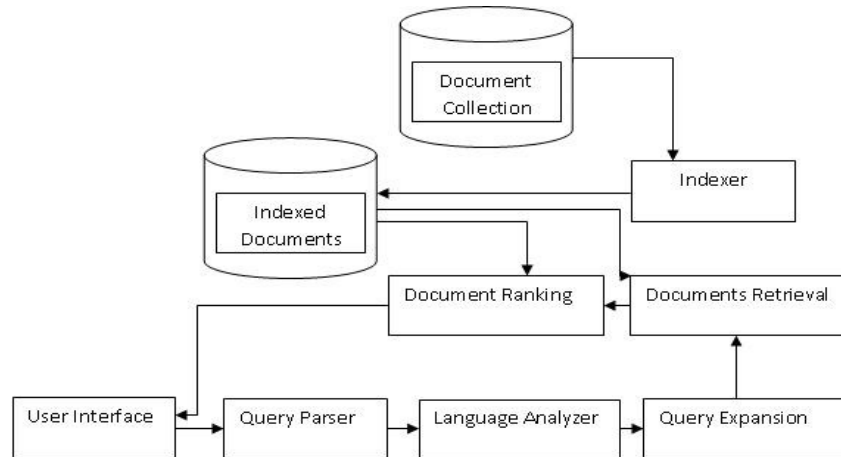 Document
Collection
Indexer
Indexed
Documents
Document Ranking
Documents Retrieval
User Interface
Query Parser
Language Analyzer
Query Expansion